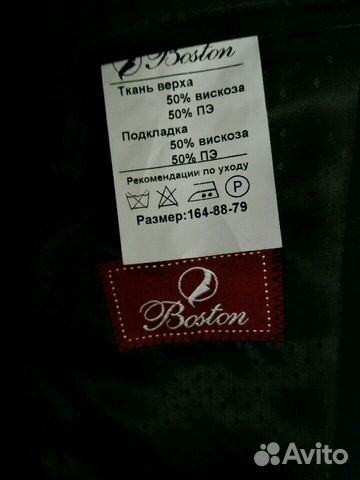 Boston
Ткань верха
50% вискоза
50% ПЭ
Подкладка
50% вискоза
50% ПЭ
Рекомендации по уходу
P
Размер:164-88-79
Boston
Avito